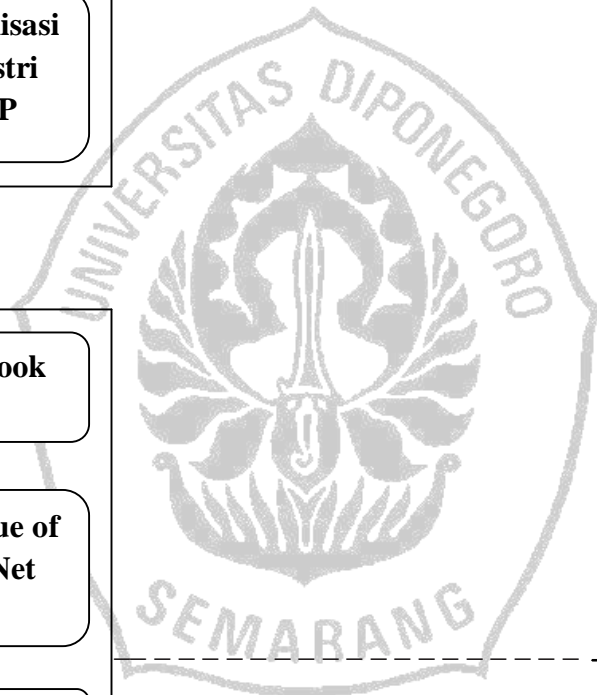 isasi
stri
P
UNIVERSITAS DIPONEGORO
ook
ue of
Net
SEMARANG